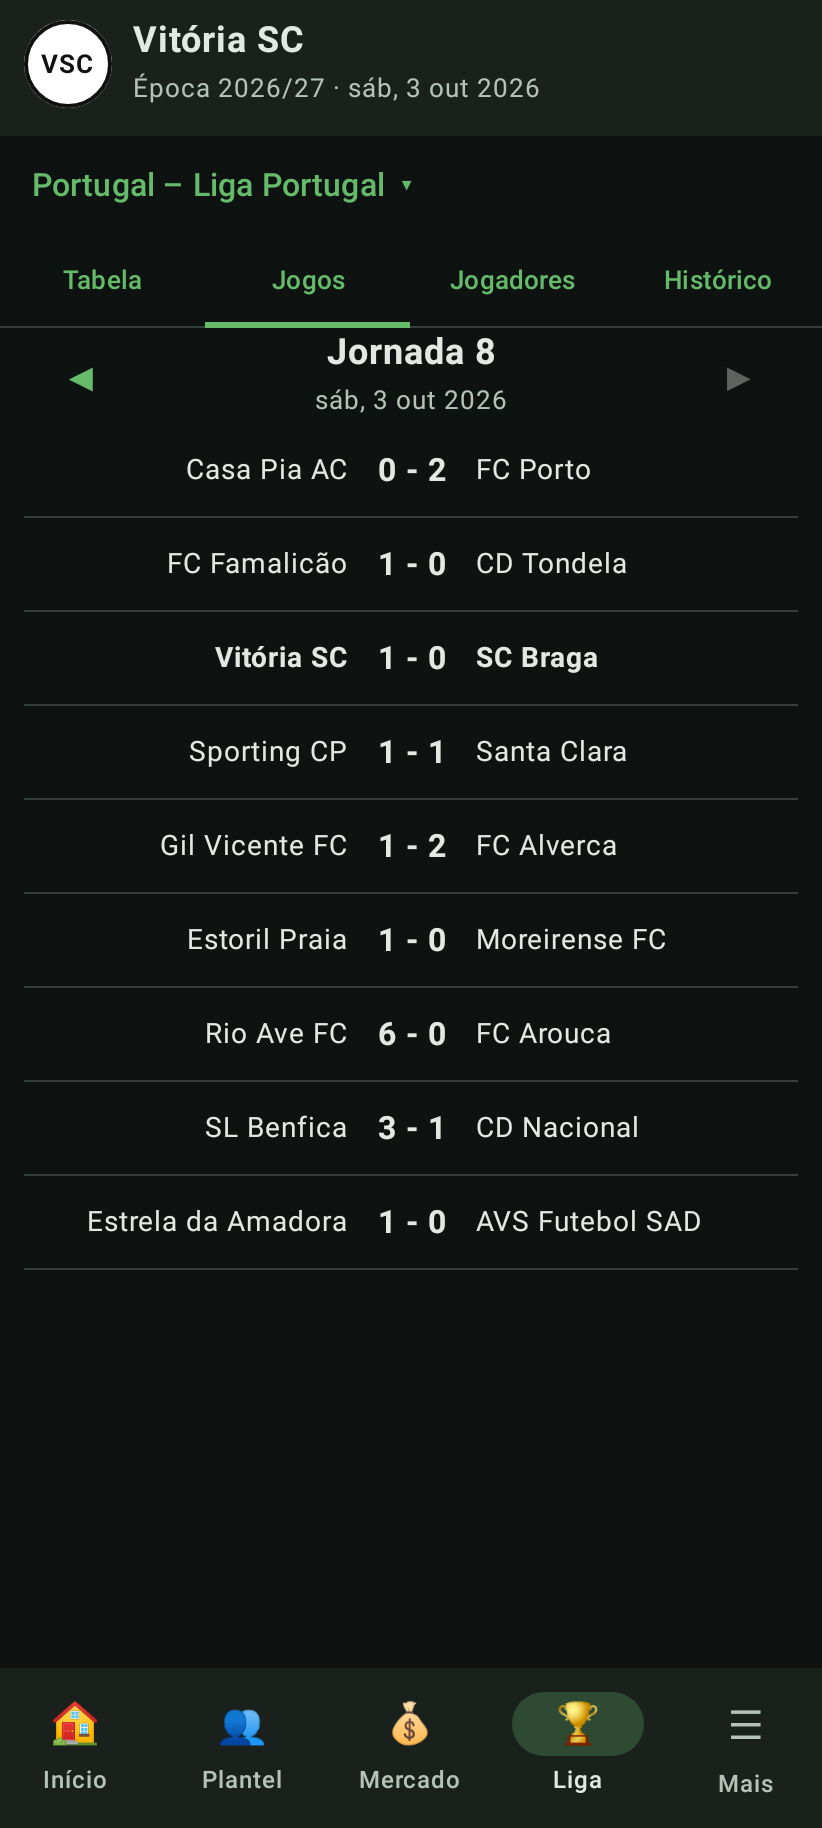 VSC
Vitória SC
Época 2026/27 · sáb, 3 out 2026
Portugal – Liga Portugal ▾
Tabela Jogos Jogadores Histórico
Jornada 8
sáb, 3 out 2026
Casa Pia AC 0 - 2 FC Porto
FC Famalicão 1 - 0 CD Tondela
Vitória SC 1 - 0 SC Braga
Sporting CP 1 - 1 Santa Clara
Gil Vicente FC 1 - 2 FC Alverca
Estoril Praia 1 - 0 Moreirense FC
Rio Ave FC 6 - 0 FC Arouca
SL Benfica 3 - 1 CD Nacional
Estrela da Amadora 1 - 0 AVS Futebol SAD
Início Plantel Mercado Liga Mais